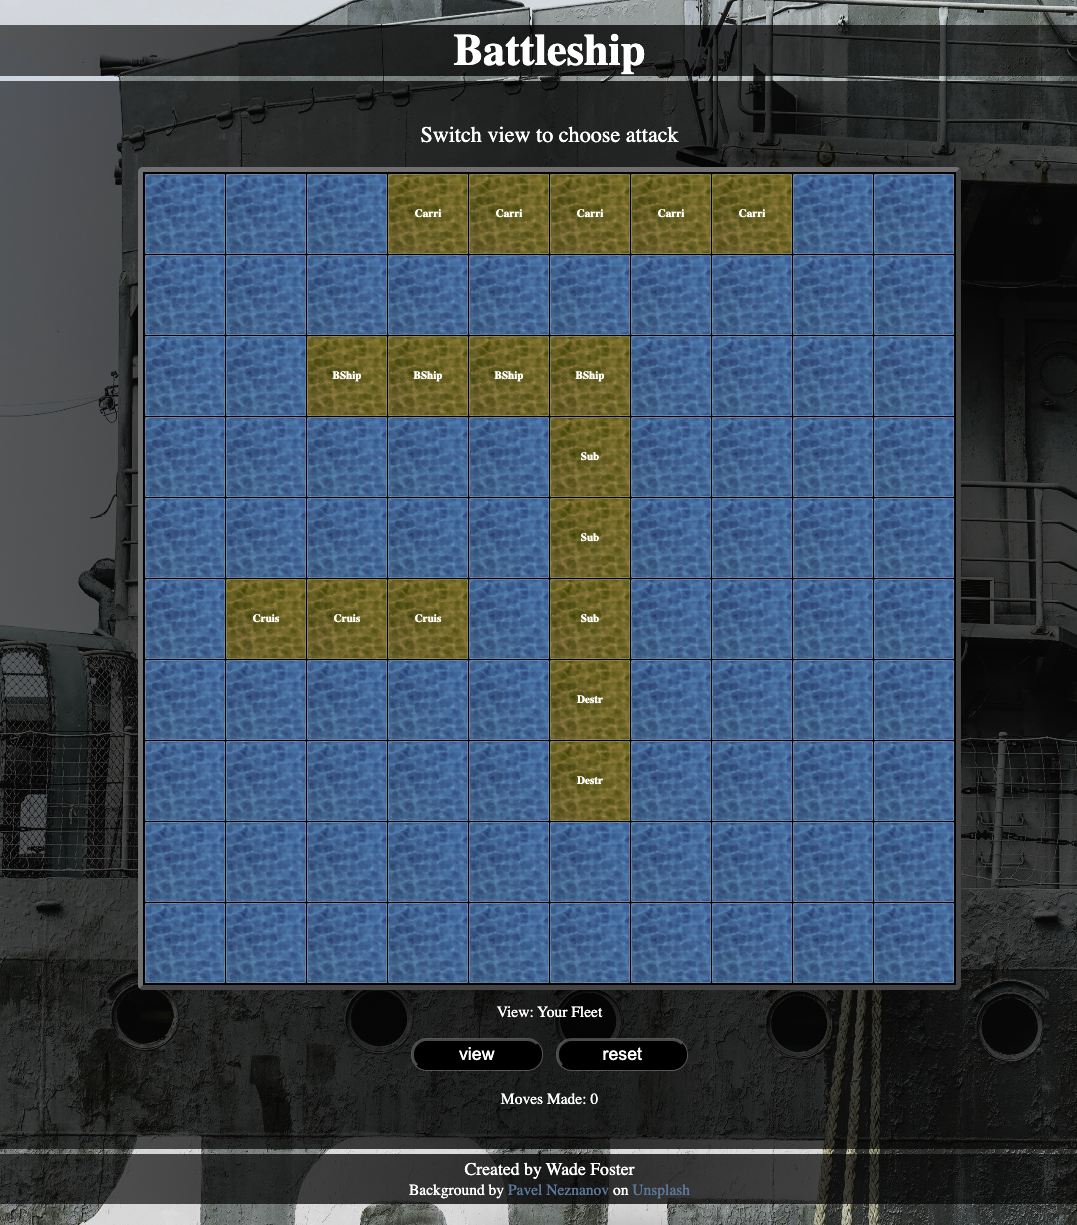 Battleship
Switch view to choose attack
Carri Carri Carri Carri Carri
BShip BShip BShip BShip
Sub
Sub
Cruis Cruis Cruis Sub
Destr
Destr
View: Your Fleet
view reset
Moves Made: 0
Created by Wade Foster
Background by Pavel Neznanov on Unsplash